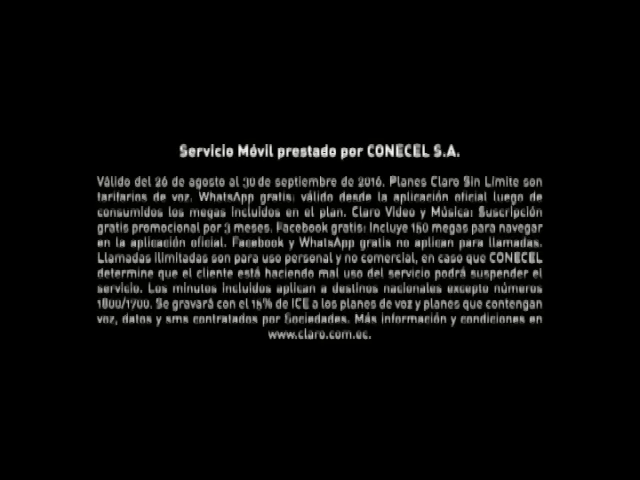 Servicio Móvil prestado por CONECEL S.A.
Válido del 26 de agosto al 30 de septiembre de 2016. Planes Claro Sin Límite son
tarifarios de voz. WhatsApp gratis: válido desde la aplicación oficial luego de
consumidos los megas incluidos en el plan. Claro Video y Música: Suscripción
gratis promocional por 3 meses. Facebook gratis: Incluye 150 megas para navegar
en la aplicación oficial. Facebook y WhatsApp gratis no aplican para llamadas.
Llamadas ilimitadas son para uso personal y no comercial, en caso que CONECEL
determine que el cliente está haciendo mal uso del servicio podrá suspender el
servicio. Los minutos incluidos aplican a destinos nacionales excepto números
1800/1700. Se gravará con el 15% de ICE a los planes de voz y planes que contengan
voz, datos y sms contratados por Sociedades. Más información y condiciones en
www.claro.com.ec.